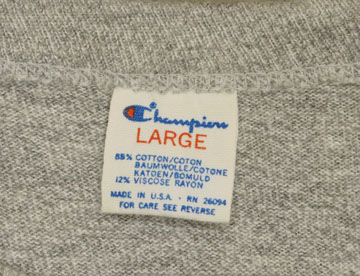 Champion
LARGE
88% COTTON/COTON
BAUMWOLLE/COTONE
KATOEN/BOMULD
12% VISCOSE RAYON
MADE IN U.S.A. - RN 26094
FOR CARE SEE REVERSE